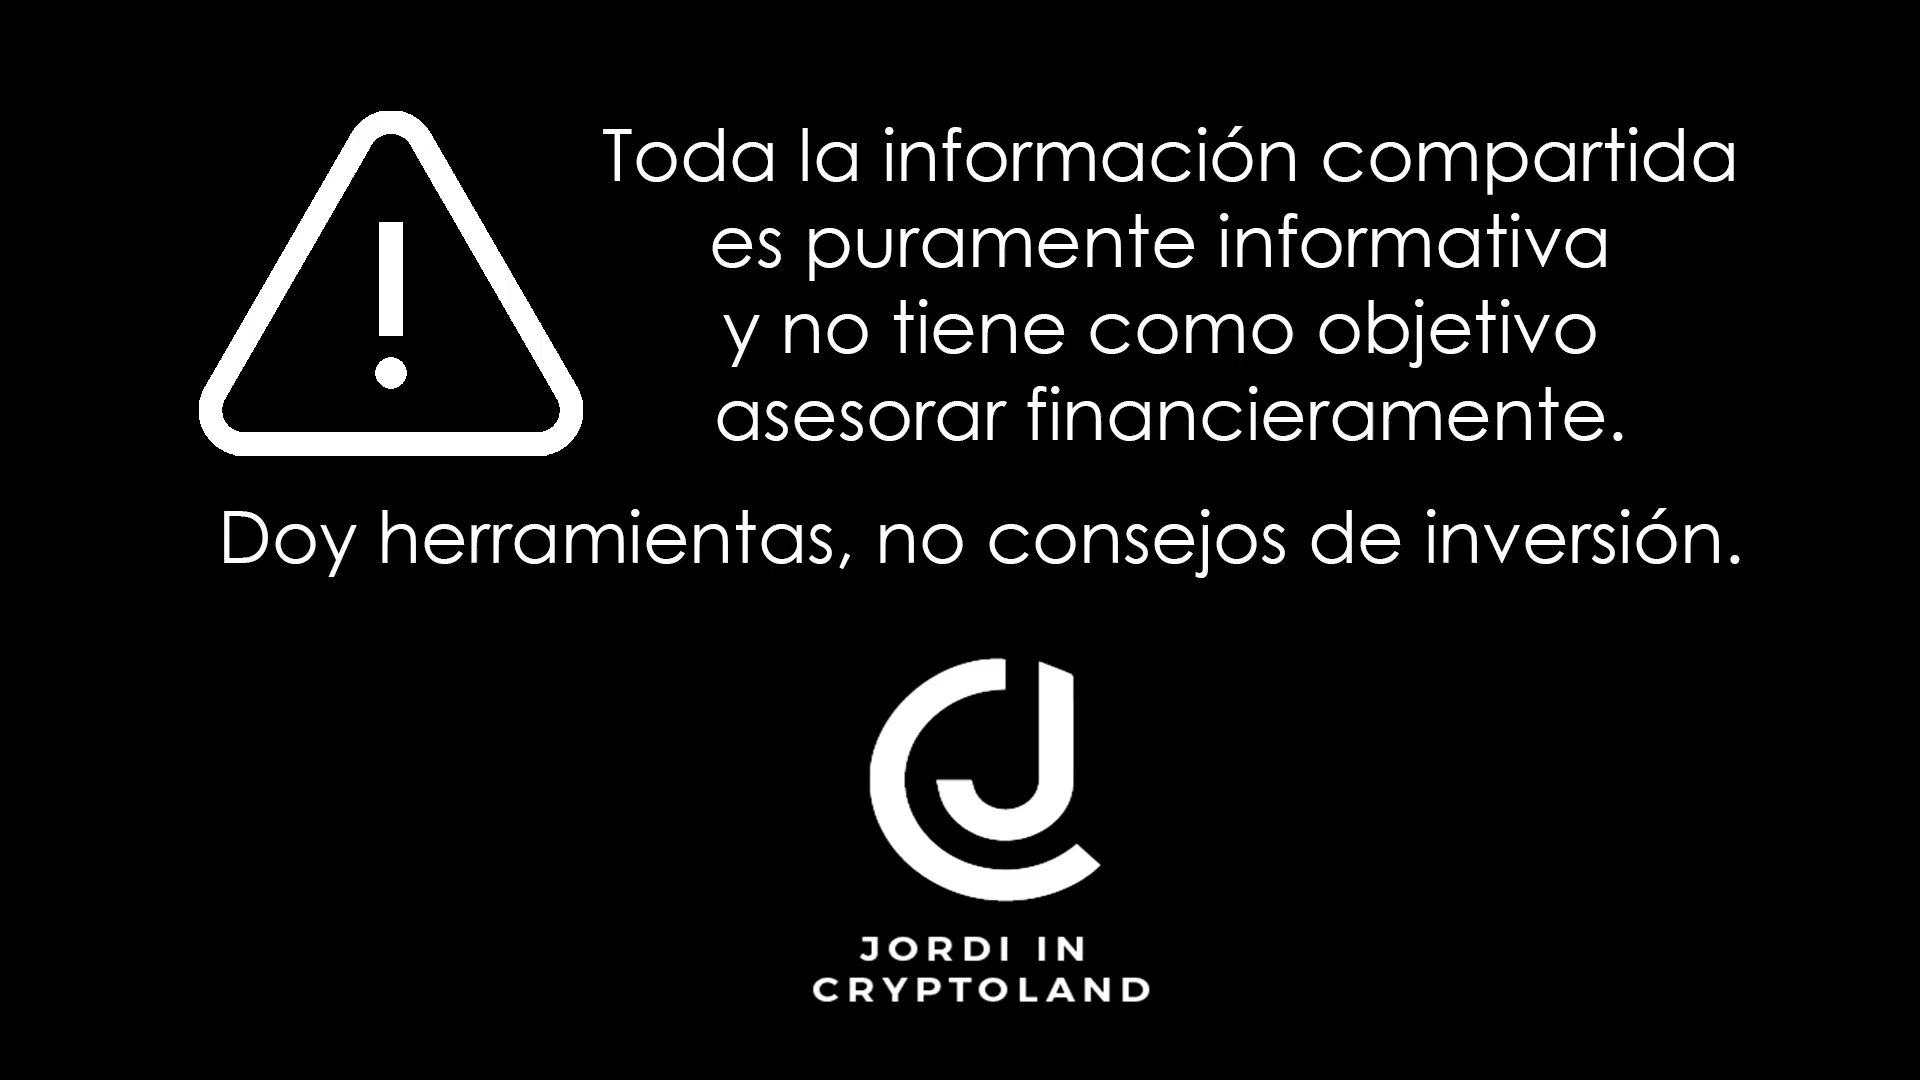 Toda la información compartida
es puramente informativa
y no tiene como objetivo
asesorar financieramente.
Doy herramientas, no consejos de inversión.
JORDI IN
CRYPTOLAND